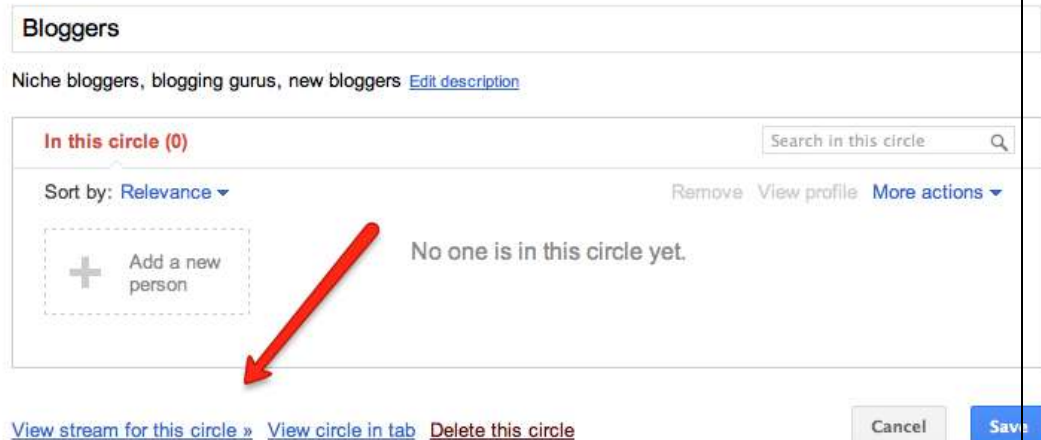 Bloggers
Niche bloggers, blogging gurus, new bloggers Edit description
In this circle (0) Search in this circle
Sort by: Relevance Remove View profile More actions
Add a new
person
No one is in this circle yet.
View stream for this circle » View circle in tab Delete this circle Cancel Save